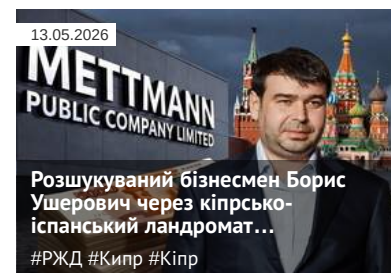 13.05.2026
METTMANN
PUBLIC COMPANY LIMITED
Розшукуваний бізнесмен Борис
Ушерович через кіпрсько-
іспанський ландромат…
#РЖД #Кипр #Кіпр